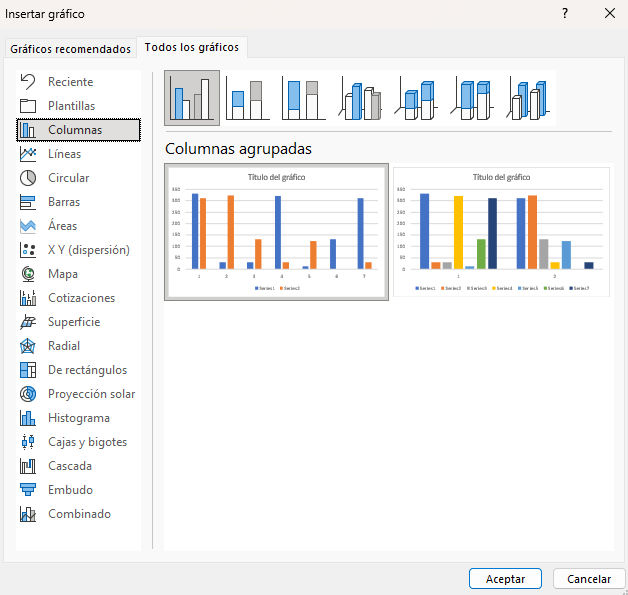 Insertar gráfico
?
Gráficos recomendados
Todos los gráficos
Reciente
Plantillas
Columnas
Líneas
Circular
Barras
Áreas
X Y (dispersión)
Mapa
Cotizaciones
Superficie
Radial
De rectángulos
Proyección solar
Histograma
Cajas y bigotes
Cascada
Embudo
Combinado
Columnas agrupadas
Título del gráfico
350
300
250
200
150
100
50
0
1 2 3 4 5 6 7
Series1 Series2
Título del gráfico
350
300
250
200
150
100
50
0
1 2
Series1 Series2 Series3 Series4 Series5 Series6 Series7
Aceptar
Cancelar